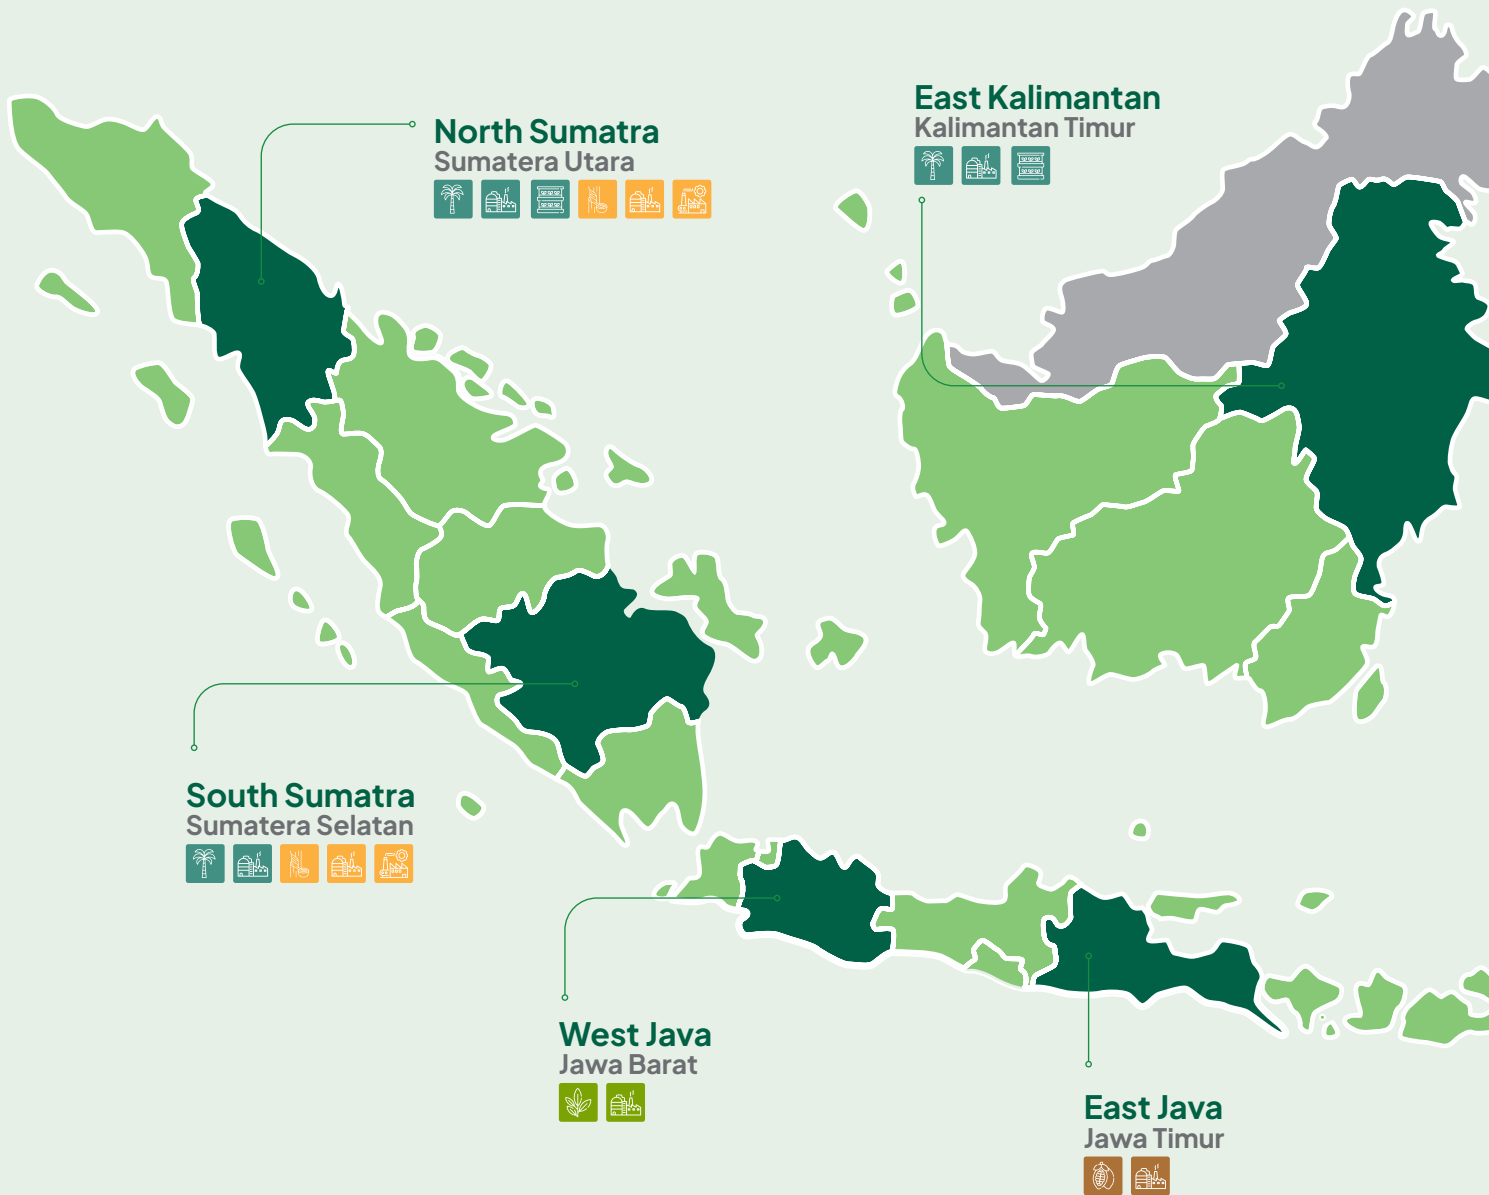 North Sumatra
Sumatera Utara
East Kalimantan
Kalimantan Timur
South Sumatra
Sumatera Selatan
West Java
Jawa Barat
East Java
Jawa Timur